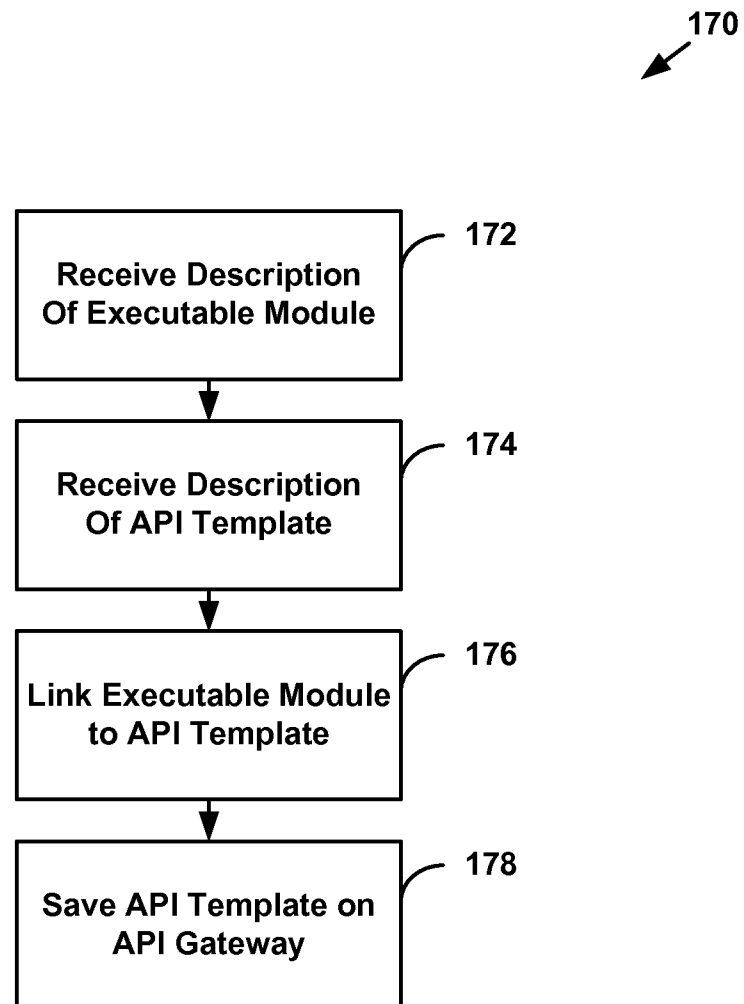 170
Receive Description
Of Executable Module
172
Receive Description
Of API Template
174
Link Executable Module
to API Template
176
Save API Template on
API Gateway
178